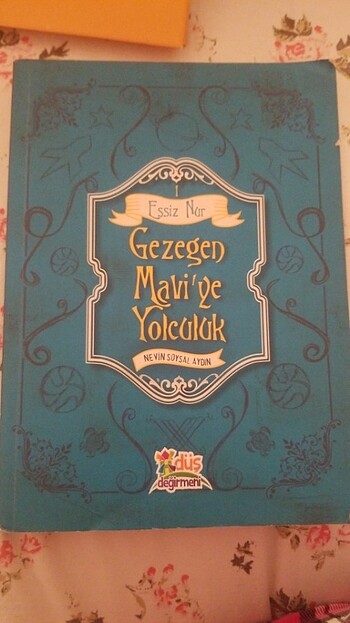 1
Eşsiz Nur
Gezegen
Mavi'ye
Yolculuk
NEVİN SOYSAL AYDIN
düş
değirmeni